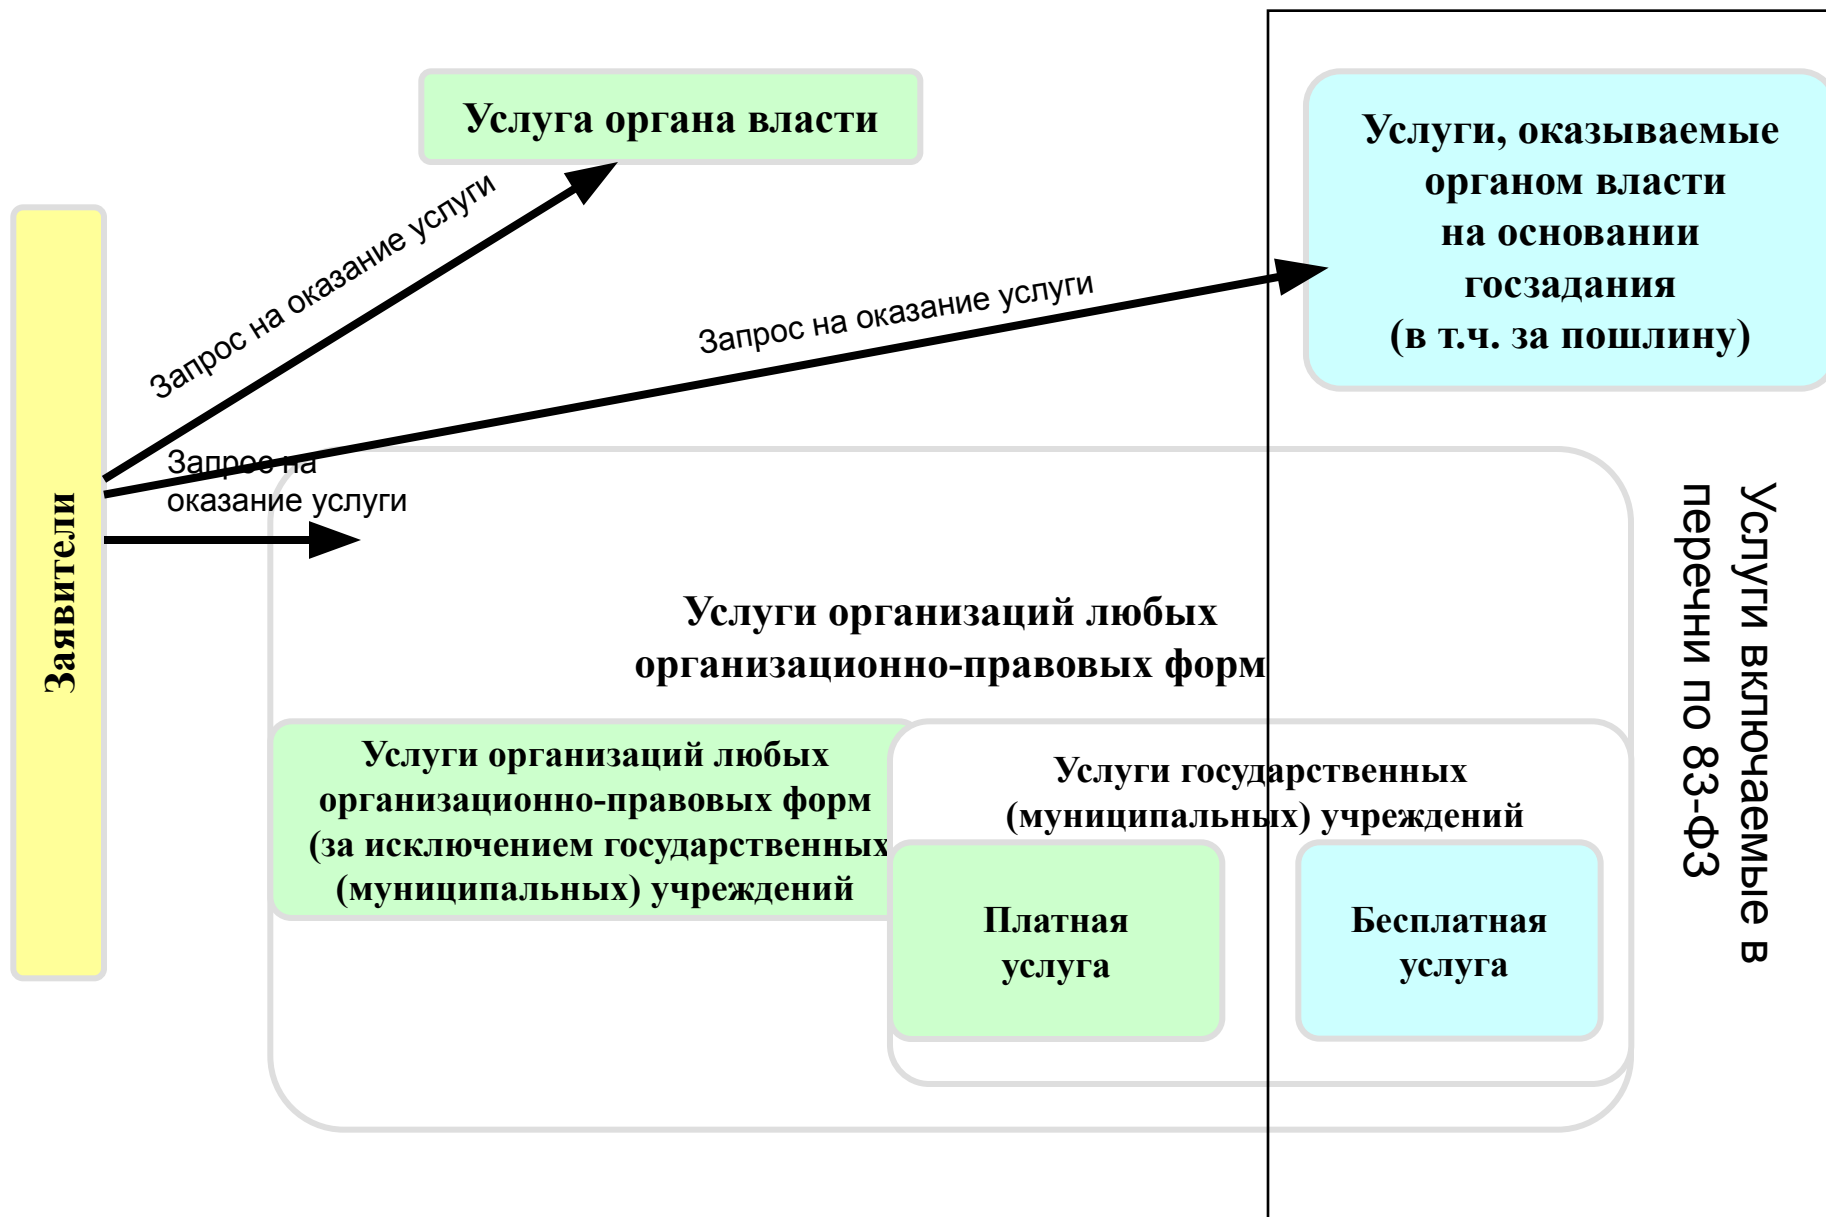 Услуга органа власти
Услуги, оказываемые
органом власти
на основании
госзадания
(в т.ч. за пошлину)
Запрос на оказание услуги
Запрос на оказание услуги
Запрос на
оказание услуги
Заявители
Услуги организаций любых
организационно-правовых форм
Услуги включаемые в
перечни по 83-ФЗ
Услуги организаций любых
организационно-правовых форм
(за исключением государственных
(муниципальных) учреждений
Услуги государственных
(муниципальных) учреждений
Платная
услуга
Бесплатная
услуга